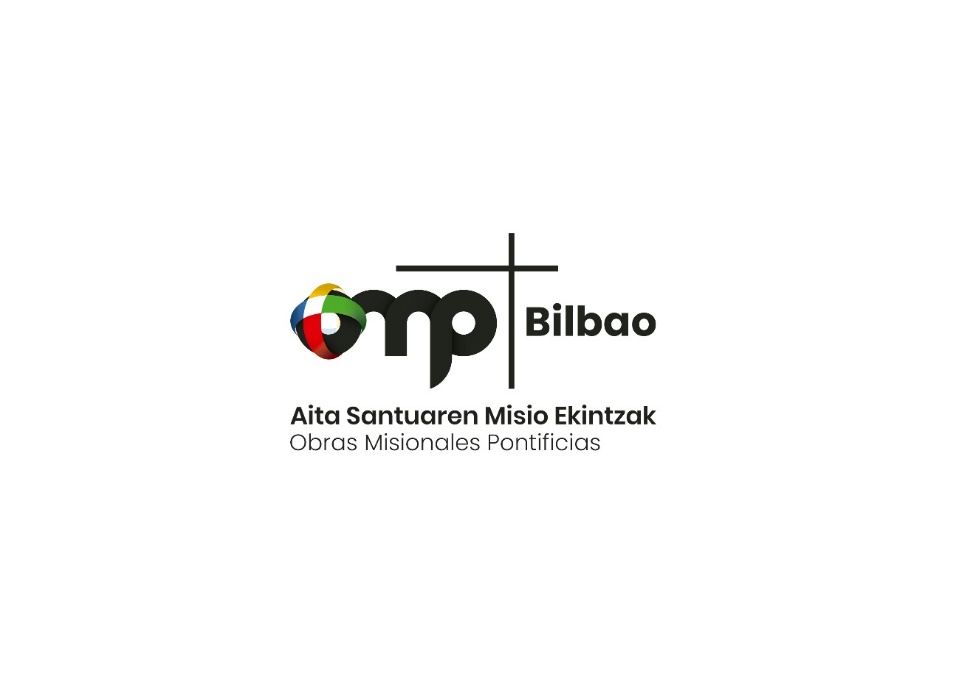 omp Bilbao
Aita Santuaren Misio Ekintzak
Obras Misionales Pontificias